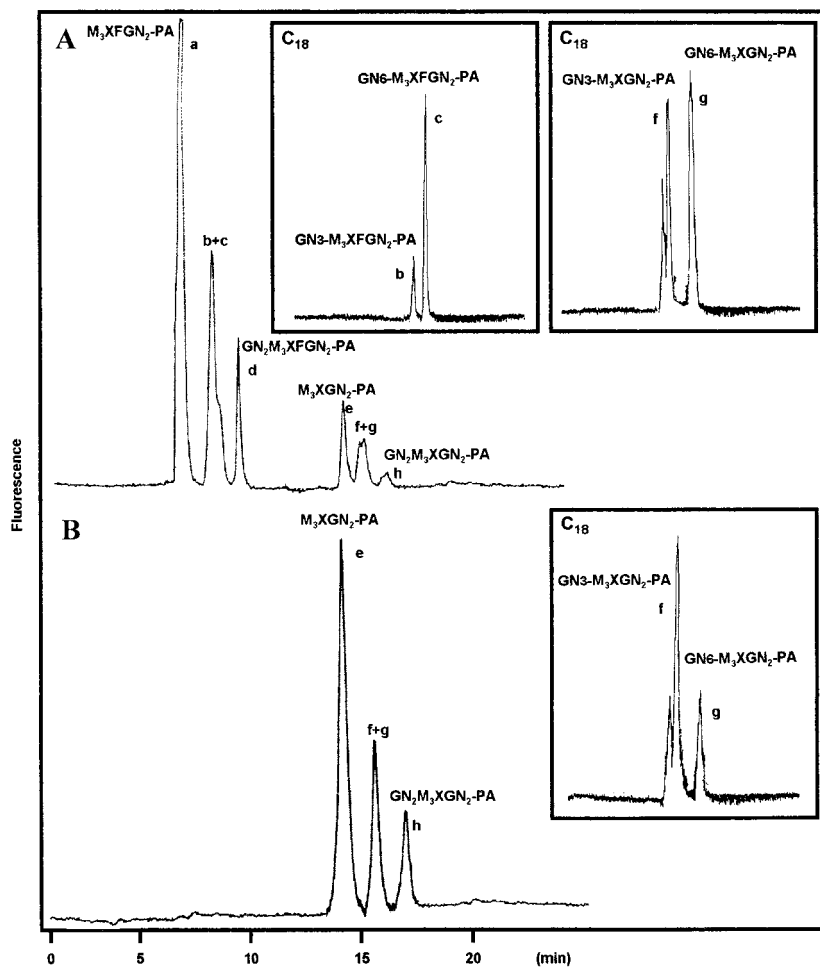 A
M₃XFGN₂-PA
a
b+c
GN₂M₃XFGN₂-PA
d
M₃XGN₂-PA
e
f+g
GN₂M₃XGN₂-PA
h
C₁₈
GN6-M₃XFGN₂-PA
c
GN3-M₃XFGN₂-PA
b
C₁₈
GN6-M₃XGN₂-PA
GN3-M₃XGN₂-PA
g
f
Fluorescence
B
M₃XGN₂-PA
e
f+g
GN₂M₃XGN₂-PA
h
C₁₈
GN3-M₃XGN₂-PA
f
GN6-M₃XGN₂-PA
g
0 5 10 15 20 (min)